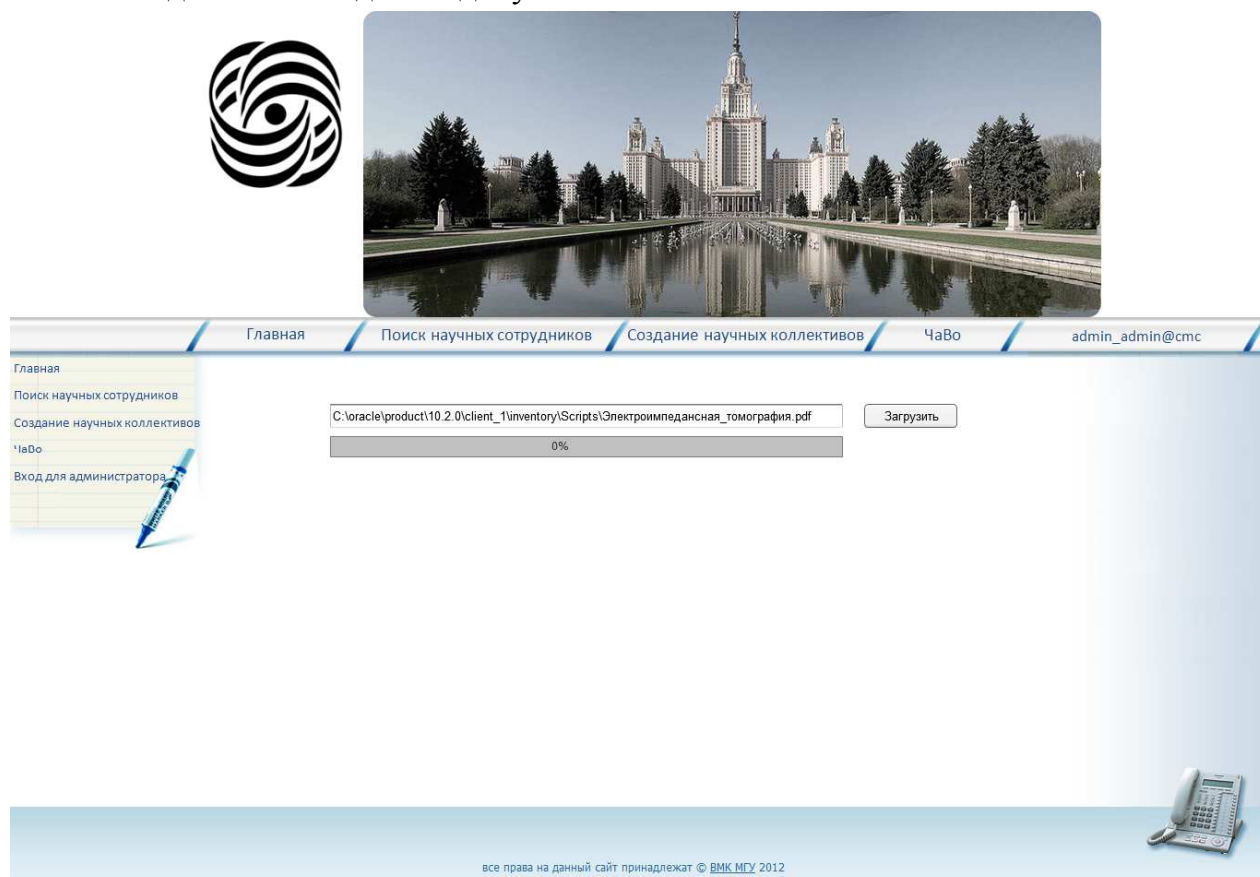 Главная
Поиск научных сотрудников
Создание научных коллективов
ЧаВо
admin_admin@cmc
Главная
Поиск научных сотрудников
Создание научных коллективов
ЧаВо
Вход для администратора
C:\oracle\product\10.2.0\client_1\inventory\Scripts\Электроимпедансная_томография.pdf
Загрузить
0%
все права на данный сайт принадлежат © ВМК МГУ 2012